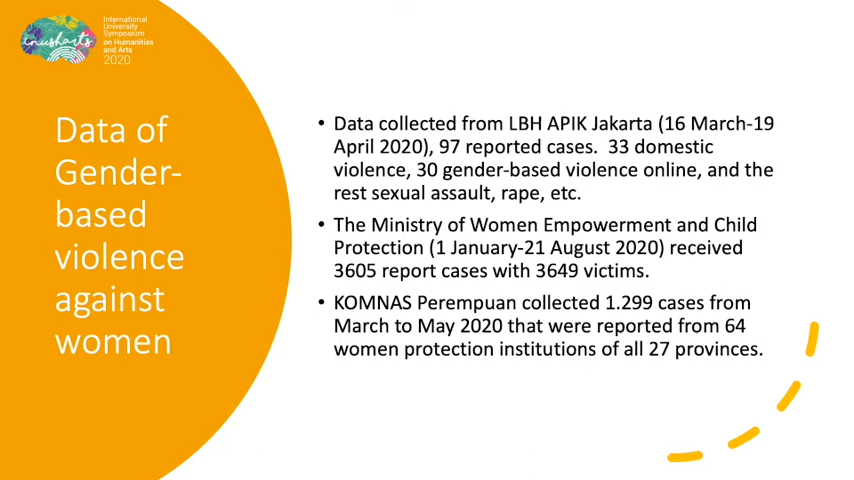 inusharts
International
University
Symposium
on Humanities
and Arts
2020
Data of
Gender-
based
violence
against
women
• Data collected from LBH APIK Jakarta (16 March-19
April 2020), 97 reported cases.  33 domestic
violence, 30 gender-based violence online, and the
rest sexual assault, rape, etc.
• The Ministry of Women Empowerment and Child
Protection (1 January-21 August 2020) received
3605 report cases with 3649 victims.
• KOMNAS Perempuan collected 1.299 cases from
March to May 2020 that were reported from 64
women protection institutions of all 27 provinces.